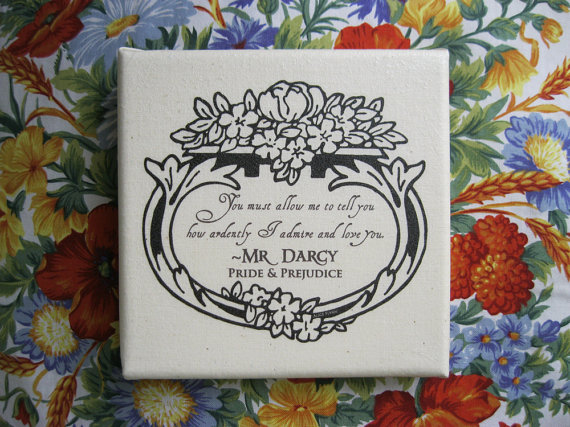 You must allow me to tell you
how ardently I admire and love you.
~Mr Darcy
Pride & Prejudice